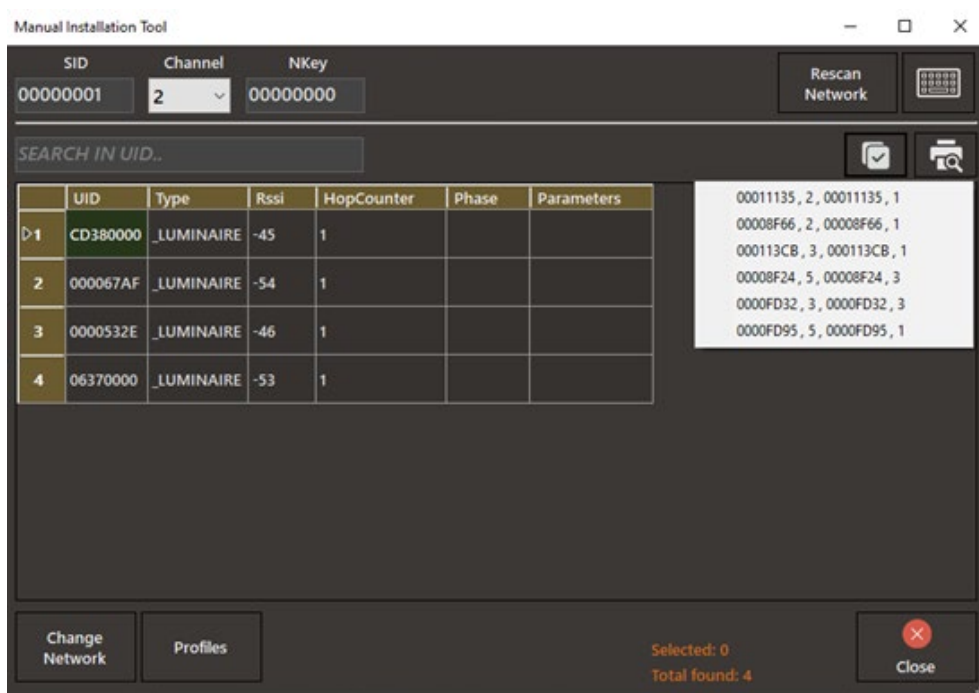 Manual Installation Tool
SID Channel NKey
00000001 2 00000000
Rescan
Network
SEARCH IN UID..
UID Type Rssi HopCounter Phase Parameters
1 CD380000 _LUMINAIRE -45 1
2 000067AF _LUMINAIRE -54 1
3 0000532E _LUMINAIRE -46 1
4 06370000 _LUMINAIRE -53 1
00011135 , 2 , 00011135 , 1
00008F66 , 2 , 00008F66 , 1
000113CB , 3 , 000113CB , 1
00008F24 , 5 , 00008F24 , 3
0000FD32 , 3 , 0000FD32 , 3
0000FD95 , 5 , 0000FD95 , 1
Change
Network
Profiles
Selected: 0
Total found: 4
Close